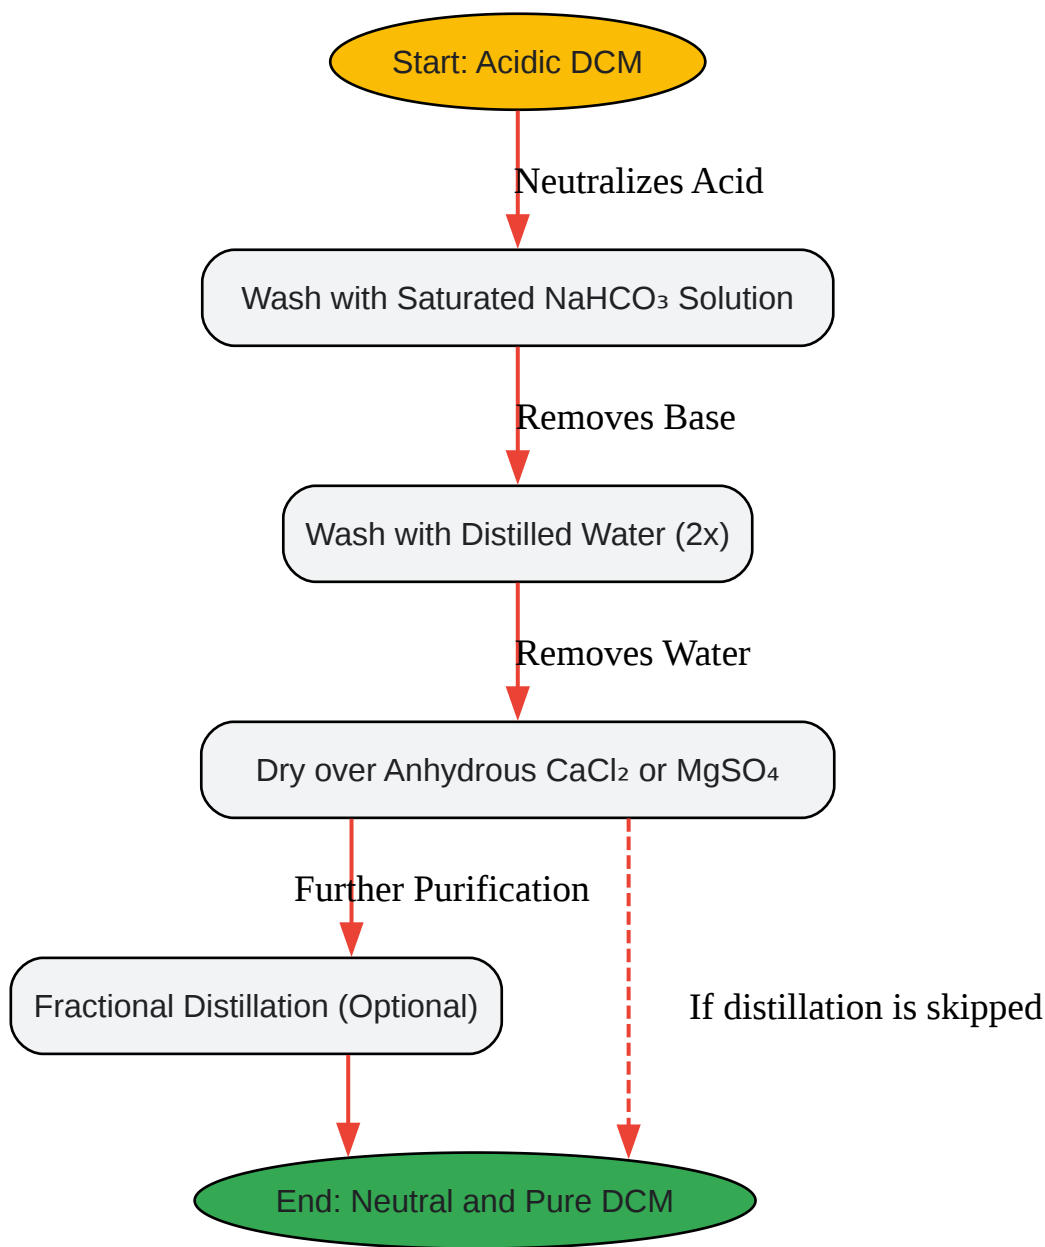 Start: Acidic DCM
Neutralizes Acid
Wash with Saturated NaHCO₃ Solution
Removes Base
Wash with Distilled Water (2x)
Removes Water
Dry over Anhydrous CaCl₂ or MgSO₄
Further Purification
Fractional Distillation (Optional)
If distillation is skipped
End: Neutral and Pure DCM